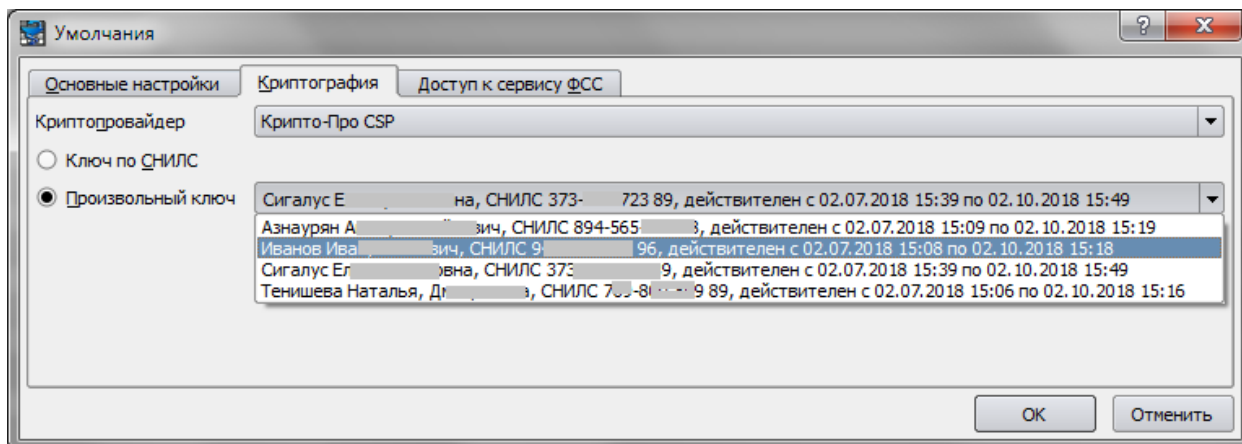 Умолчания
Основные настройки Криптография Доступ к сервису ФСС
Криптопровайдер Крипто-Про CSP
Ключ по СНИЛС
Произвольный ключ Сигалус Е на, СНИЛС 373- 723 89, действителен с 02.07.2018 15:39 по 02.10.2018 15:49
Азнаурян А вич, СНИЛС 894-565- , действителен с 02.07.2018 15:09 по 02.10.2018 15:19
Иванов Ива вич, СНИЛС 9 96, действителен с 02.07.2018 15:08 по 02.10.2018 15:18
Сигалус Ел овна, СНИЛС 373 9, действителен с 02.07.2018 15:39 по 02.10.2018 15:49
Тенишева Наталья, , СНИЛС 9 89, действителен с 02.07.2018 15:06 по 02.10.2018 15:16
ОК Отменить